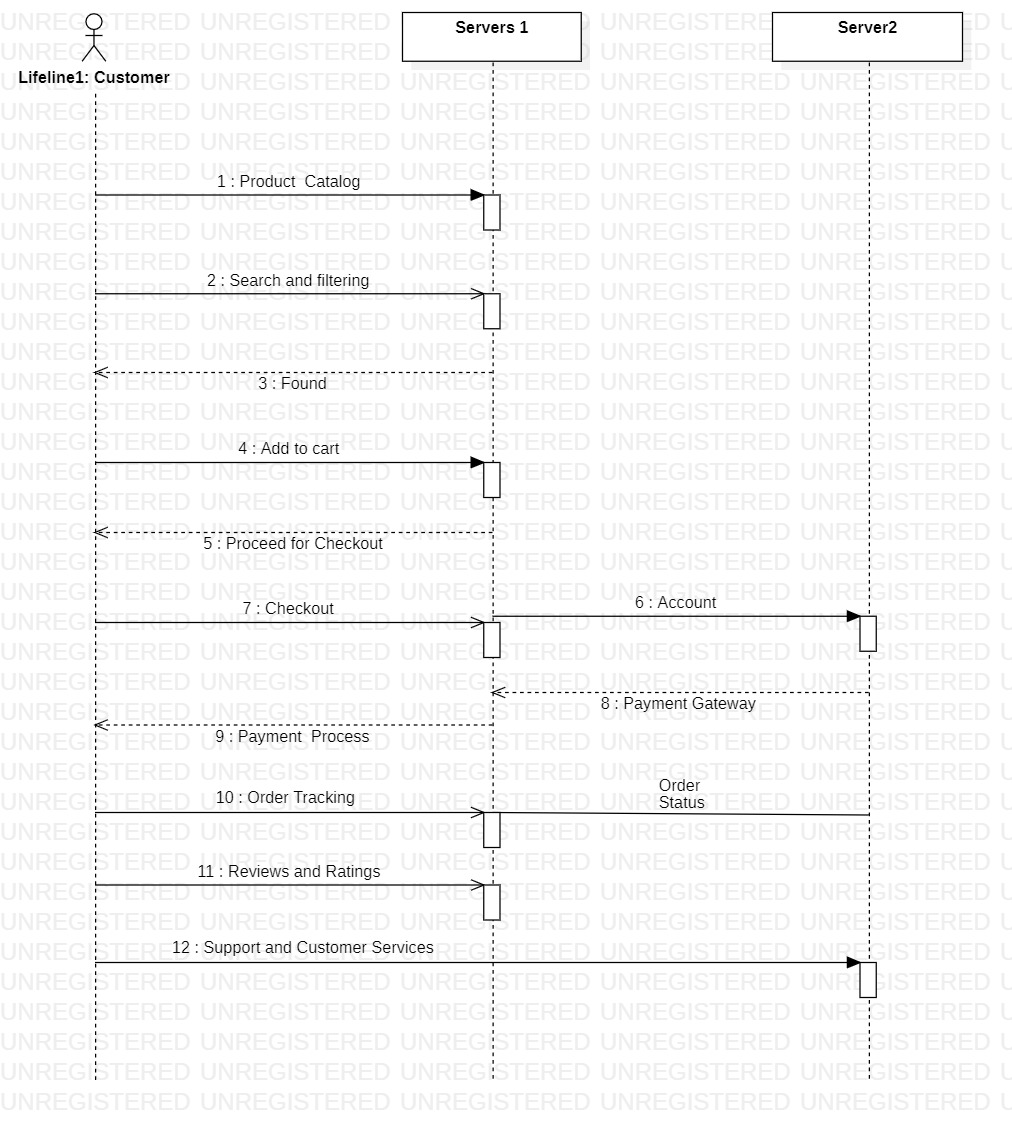 Servers 1
Server2
Lifeline1: Customer
1 : Product  Catalog
2 : Search and filtering
3 : Found
4 : Add to cart
5 : Proceed for Checkout
6 : Account
7 : Checkout
8 : Payment Gateway
9 : Payment  Process
Order
Status
10 : Order Tracking
11 : Reviews and Ratings
12 : Support and Customer Services
UNREGISTERED